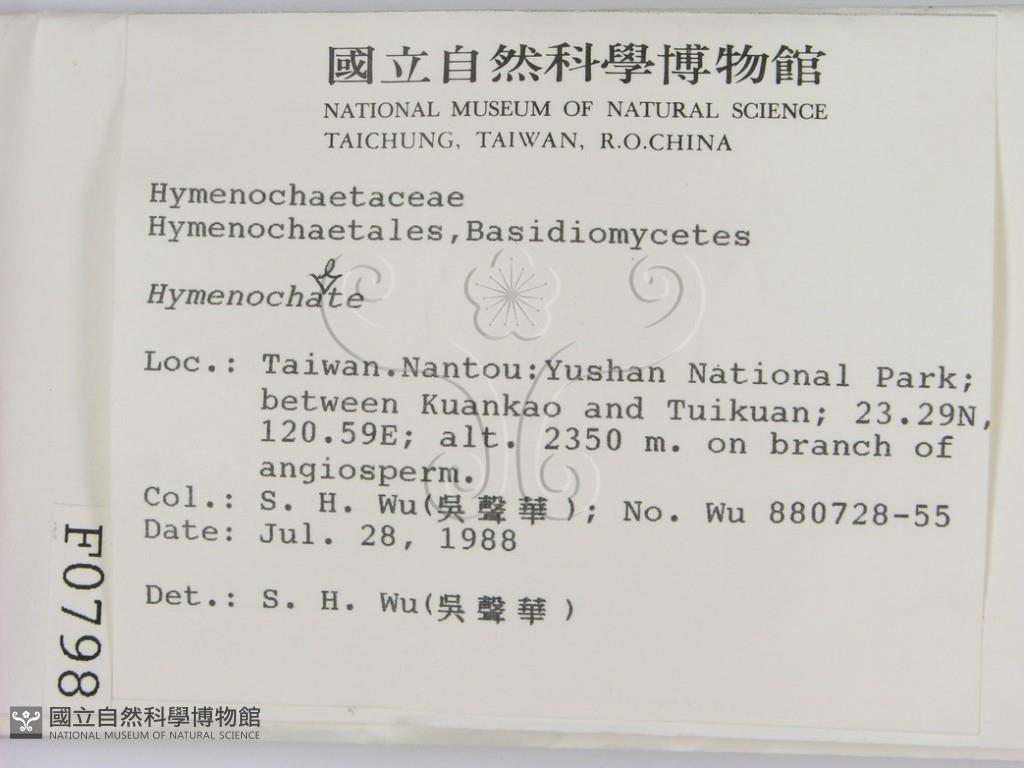 國立自然科學博物館
NATIONAL MUSEUM OF NATURAL SCIENCE
TAICHUNG, TAIWAN, R.O.CHINA
Hymenochaetaceae
Hymenochaetales,Basidiomycetes
e
Hymenochate
Loc.: Taiwan.Nantou:Yushan National Park;
between Kuankao and Tuikuan; 23.29N,
120.59E; alt. 2350 m. on branch of
angiosperm.
Col.: S. H. Wu(吳聲華); No. Wu 880728-55
Date: Jul. 28, 1988
Det.: S. H. Wu(吳聲華)
F0798
國立自然科學博物館
NATIONAL MUSEUM OF NATURAL SCIENCE